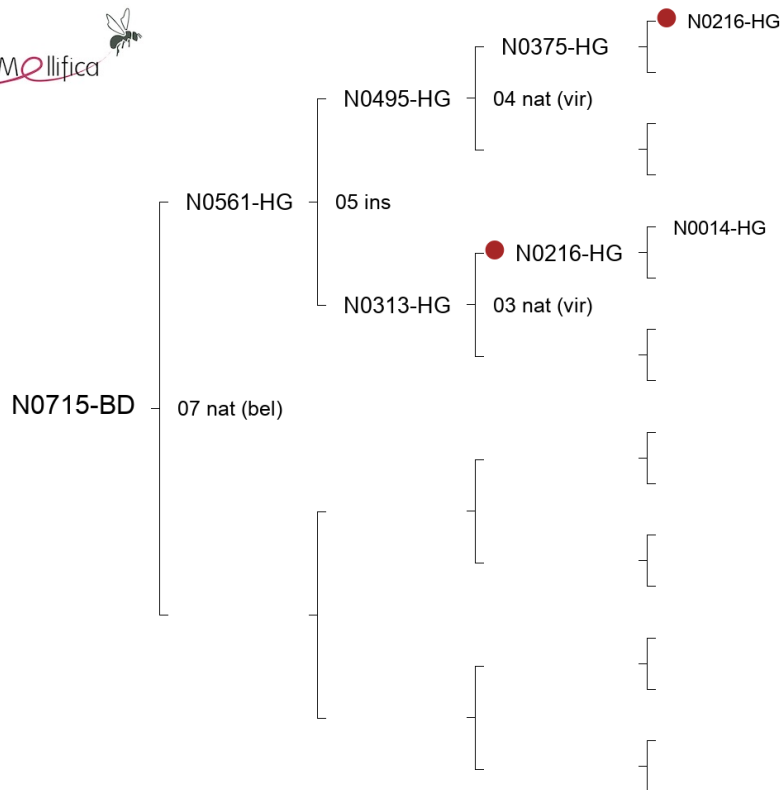 Mellifica
N0216-HG
N0375-HG
N0495-HG
04 nat (vir)
N0561-HG
05 ins
N0014-HG
N0216-HG
N0313-HG
03 nat (vir)
N0715-BD
07 nat (bel)